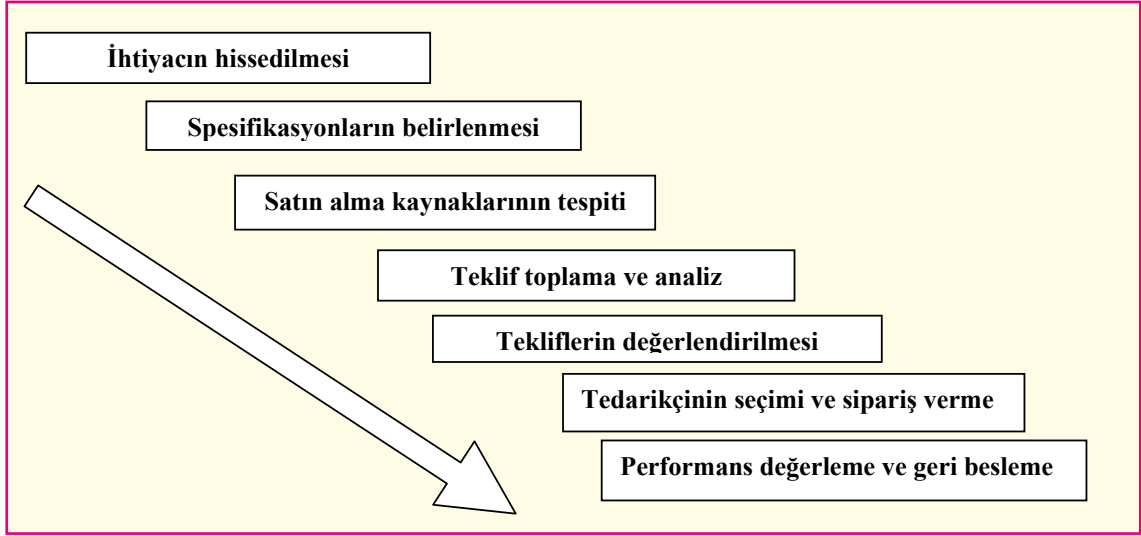 İhtiyacın hissedilmesi
Spesifikasyonların belirlenmesi
Satın alma kaynaklarının tespiti
Teklif toplama ve analiz
Tekliflerin değerlendirilmesi
Tedarikçinin seçimi ve sipariş verme
Performans değerleme ve geri besleme